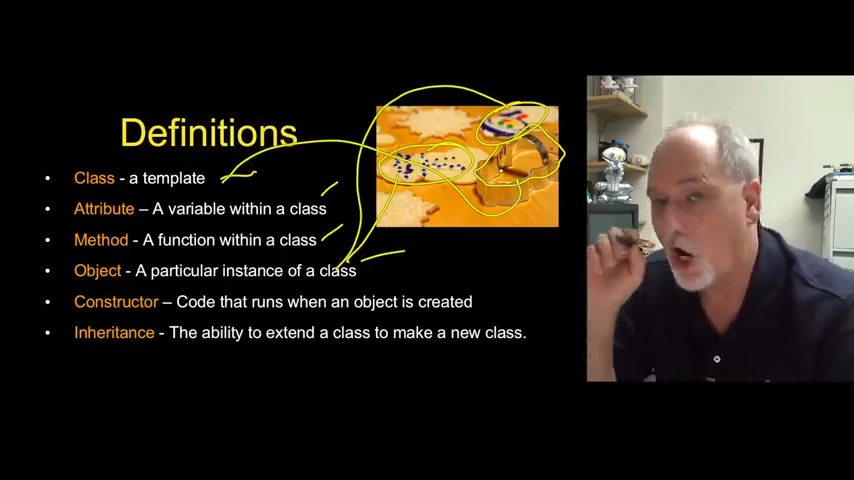 Definitions
• Class - a template
• Attribute – A variable within a class
• Method - A function within a class
• Object - A particular instance of a class
• Constructor – Code that runs when an object is created
• Inheritance - The ability to extend a class to make a new class.